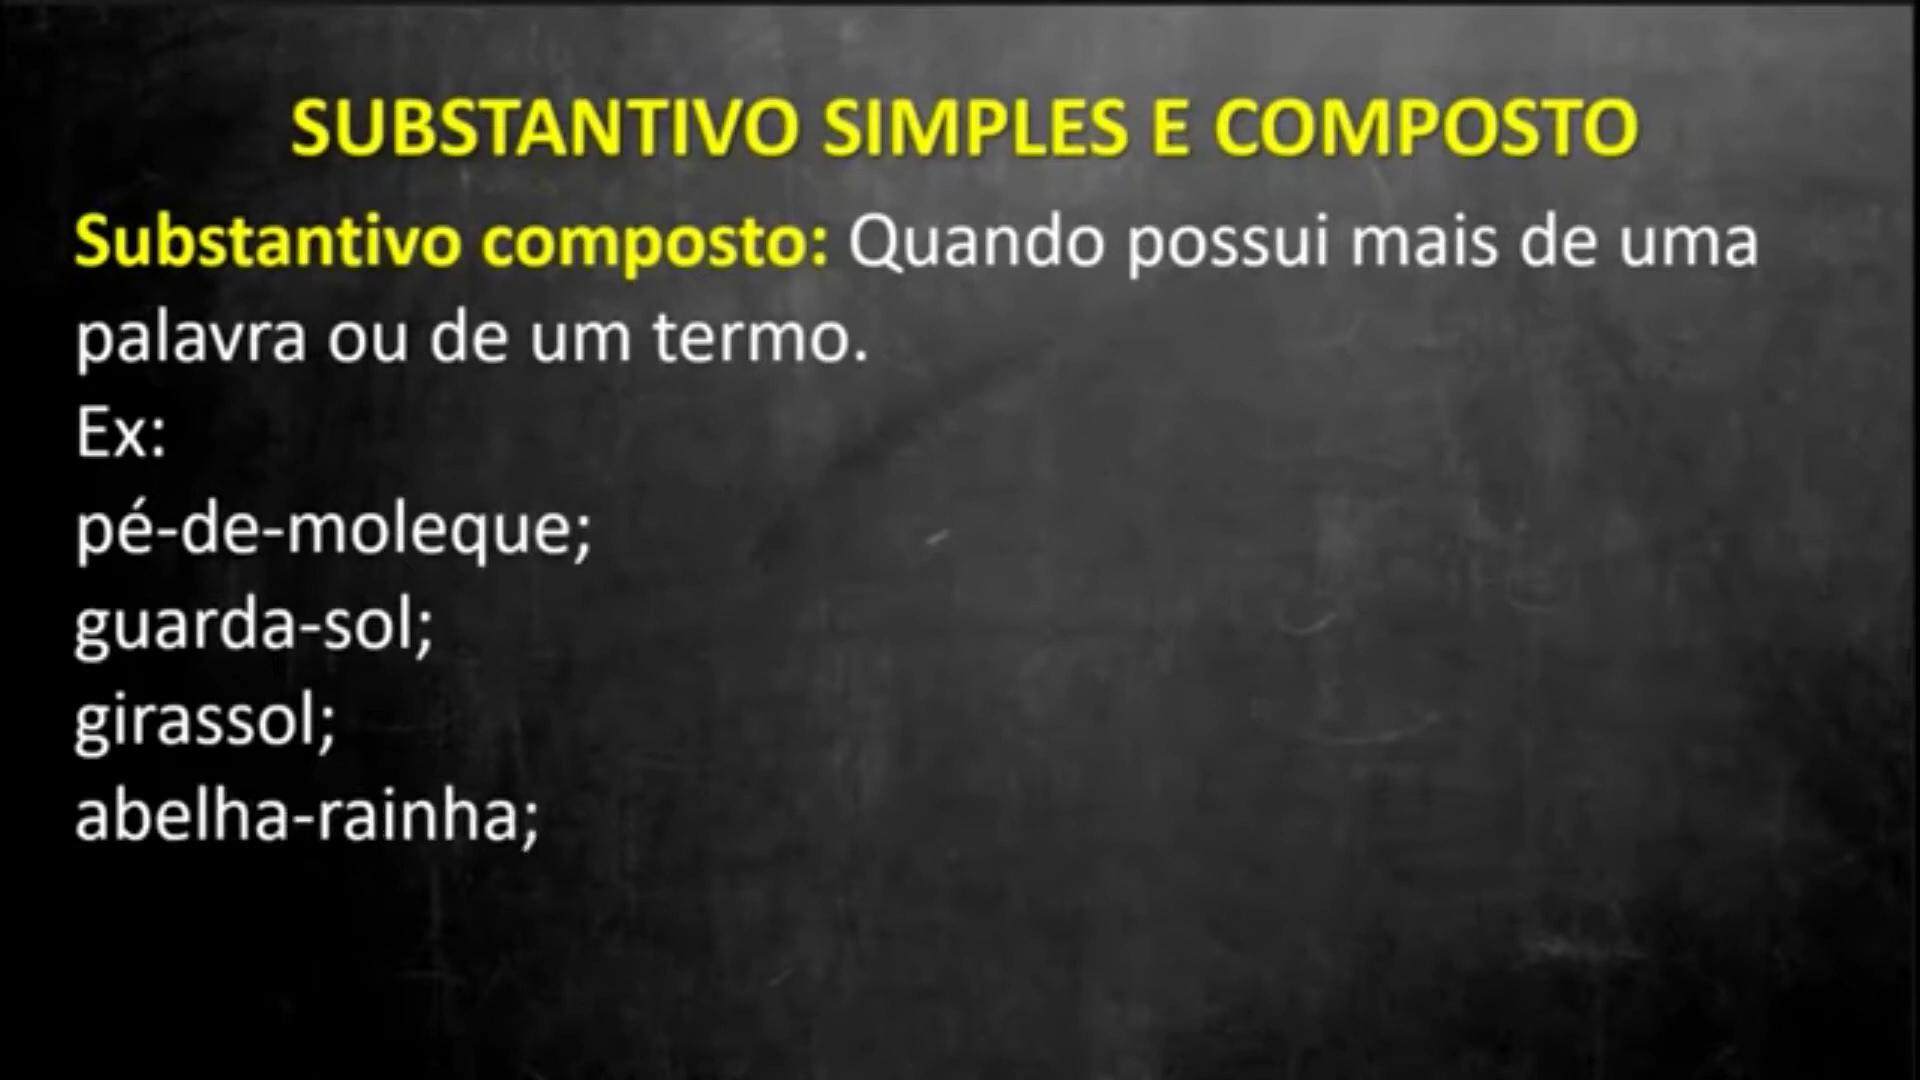 SUBSTANTIVO SIMPLES E COMPOSTO
Substantivo composto: Quando possui mais de uma
palavra ou de um termo.
Ex:
pé-de-moleque;
guarda-sol;
girassol;
abelha-rainha;